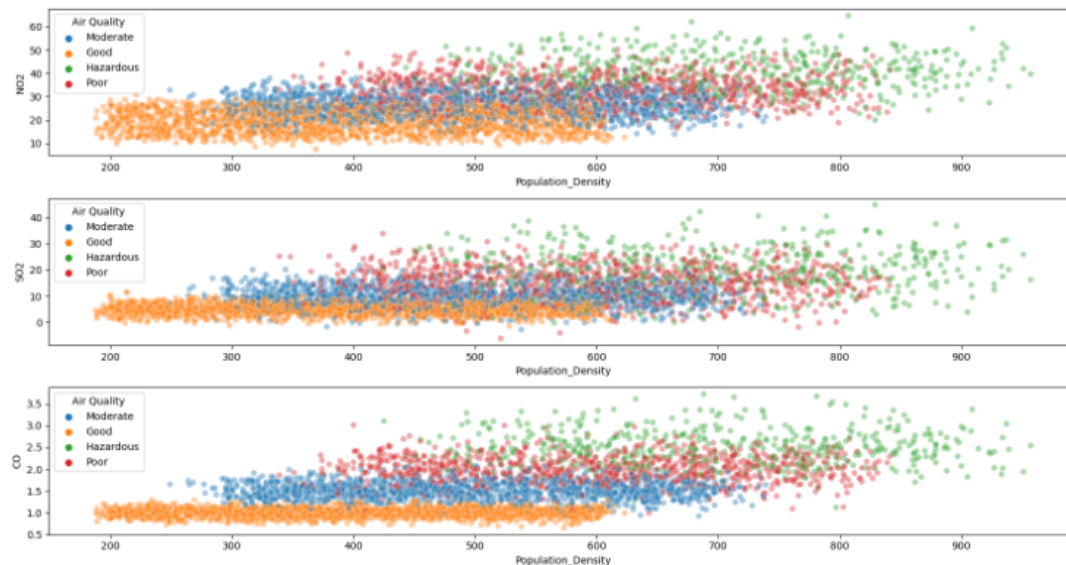 Air Quality
Moderate
Good
Hazardous
Poor
NO2
60
50
40
30
20
10
200 300 400 500 600 700 800 900
Population_Density
Air Quality
Moderate
Good
Hazardous
Poor
SO2
40
30
20
10
0
200 300 400 500 600 700 800 900
Population_Density
Air Quality
Moderate
Good
Hazardous
Poor
CO
3.5
3.0
2.5
2.0
1.5
1.0
0.5
200 300 400 500 600 700 800 900
Population_Density